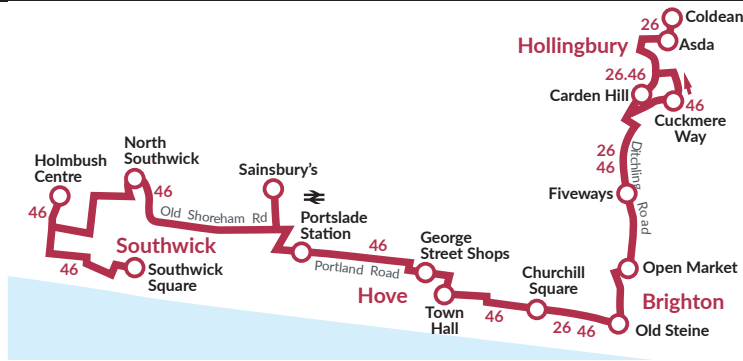 26
Coldean
Hollingbury
Asda
26.46
Carden Hill
46
Cuckmere
Way
26
46
Ditchling Road
Fiveways
North
Southwick
Holmbush
Centre
Sainsbury's
46
46
Old Shoreham Rd
Portslade
Station
Southwick
46
George
Street Shops
46
Southwick
Square
Portland Road
Churchill
Square
Open Market
Hove
Brighton
Town
Hall
46
26 46
Old Steine